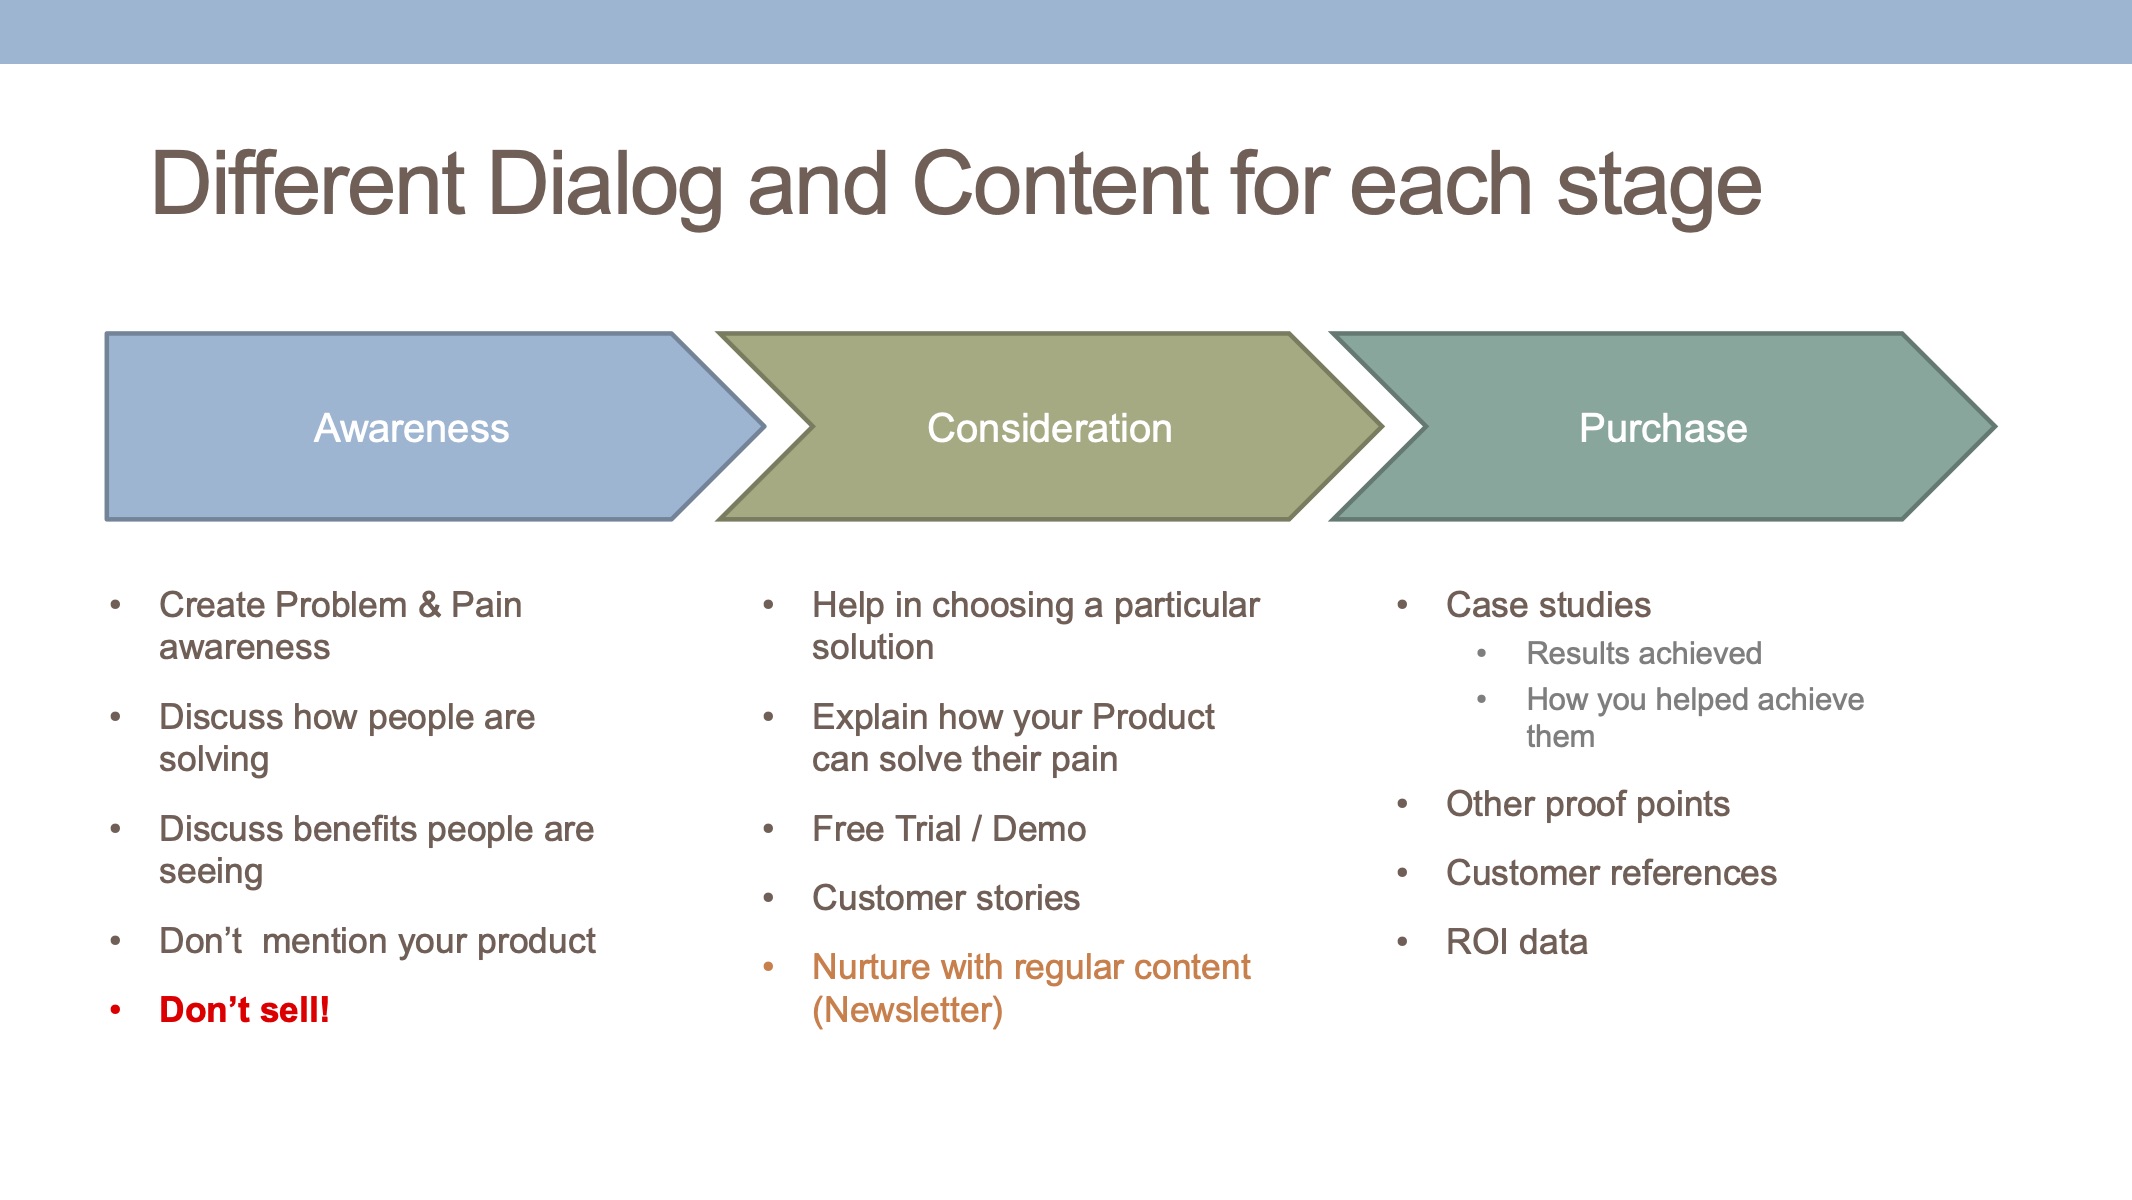 Different Dialog and Content for each stage
Awareness
Consideration
Purchase
• Create Problem & Pain
awareness
• Discuss how people are
solving
• Discuss benefits people are
seeing
• Don’t  mention your product
• Don’t sell!
• Help in choosing a particular
solution
• Explain how your Product
can solve their pain
• Free Trial / Demo
• Customer stories
• Nurture with regular content
(Newsletter)
• Case studies
• Results achieved
• How you helped achieve
them
• Other proof points
• Customer references
• ROI data